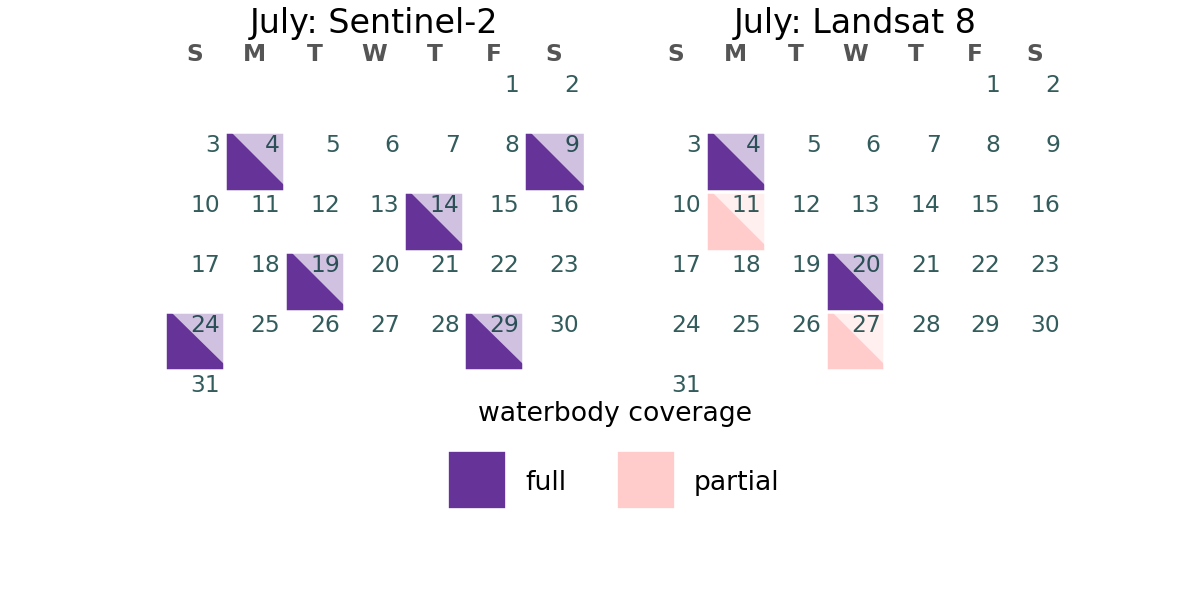 July: Sentinel-2
S M T W T F S
1 2
3 4 5 6 7 8 9
10 11 12 13 14 15 16
17 18 19 20 21 22 23
24 25 26 27 28 29 30
31
July: Landsat 8
S M T W T F S
1 2
3 4 5 6 7 8 9
10 11 12 13 14 15 16
17 18 19 20 21 22 23
24 25 26 27 28 29 30
31
waterbody coverage
full partial